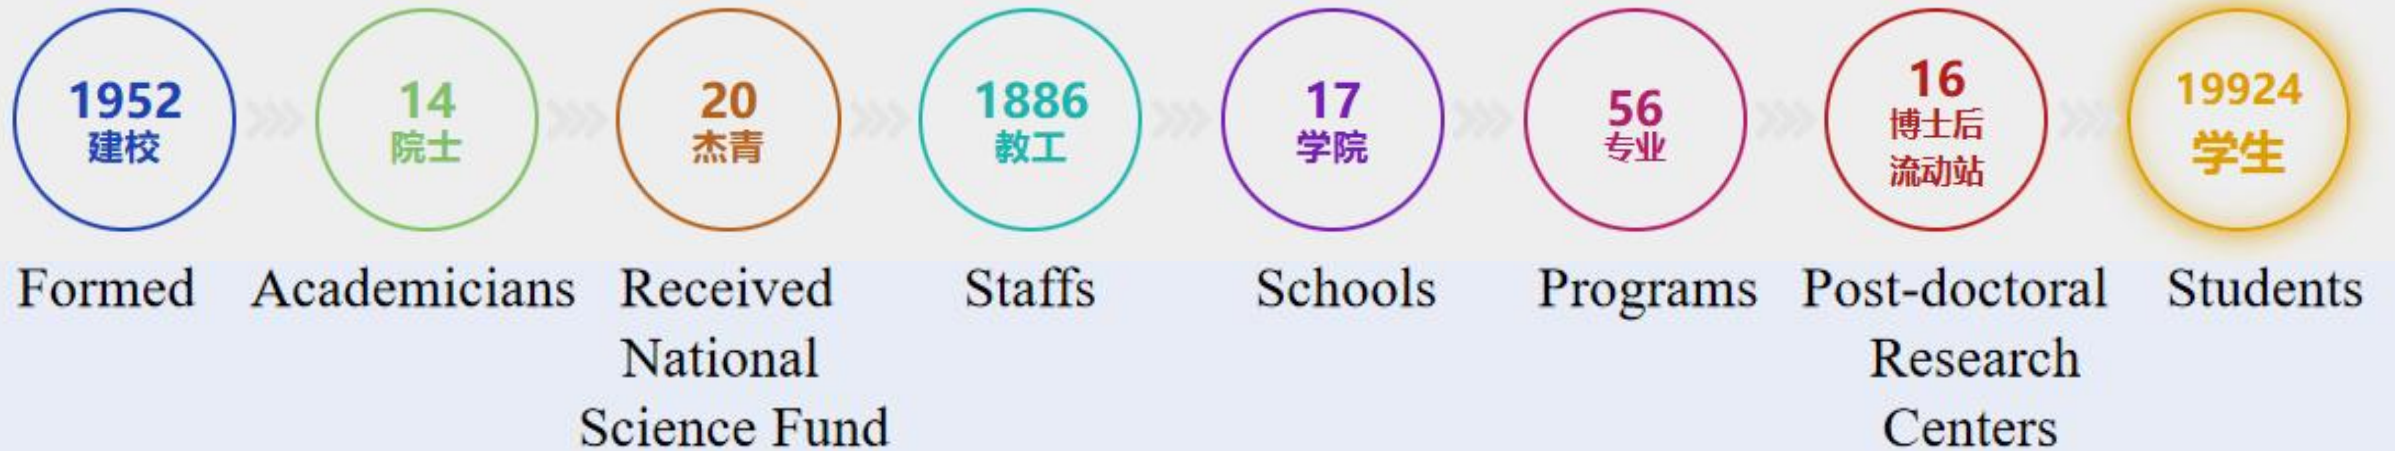 1952
建校
14
院士
20
杰青
1886
教工
17
学院
56
专业
16
博士后
流动站
19924
学生
Formed
Academicians
Received
National
Science Fund
Staffs
Schools
Programs
Post-doctoral
Research
Centers
Students